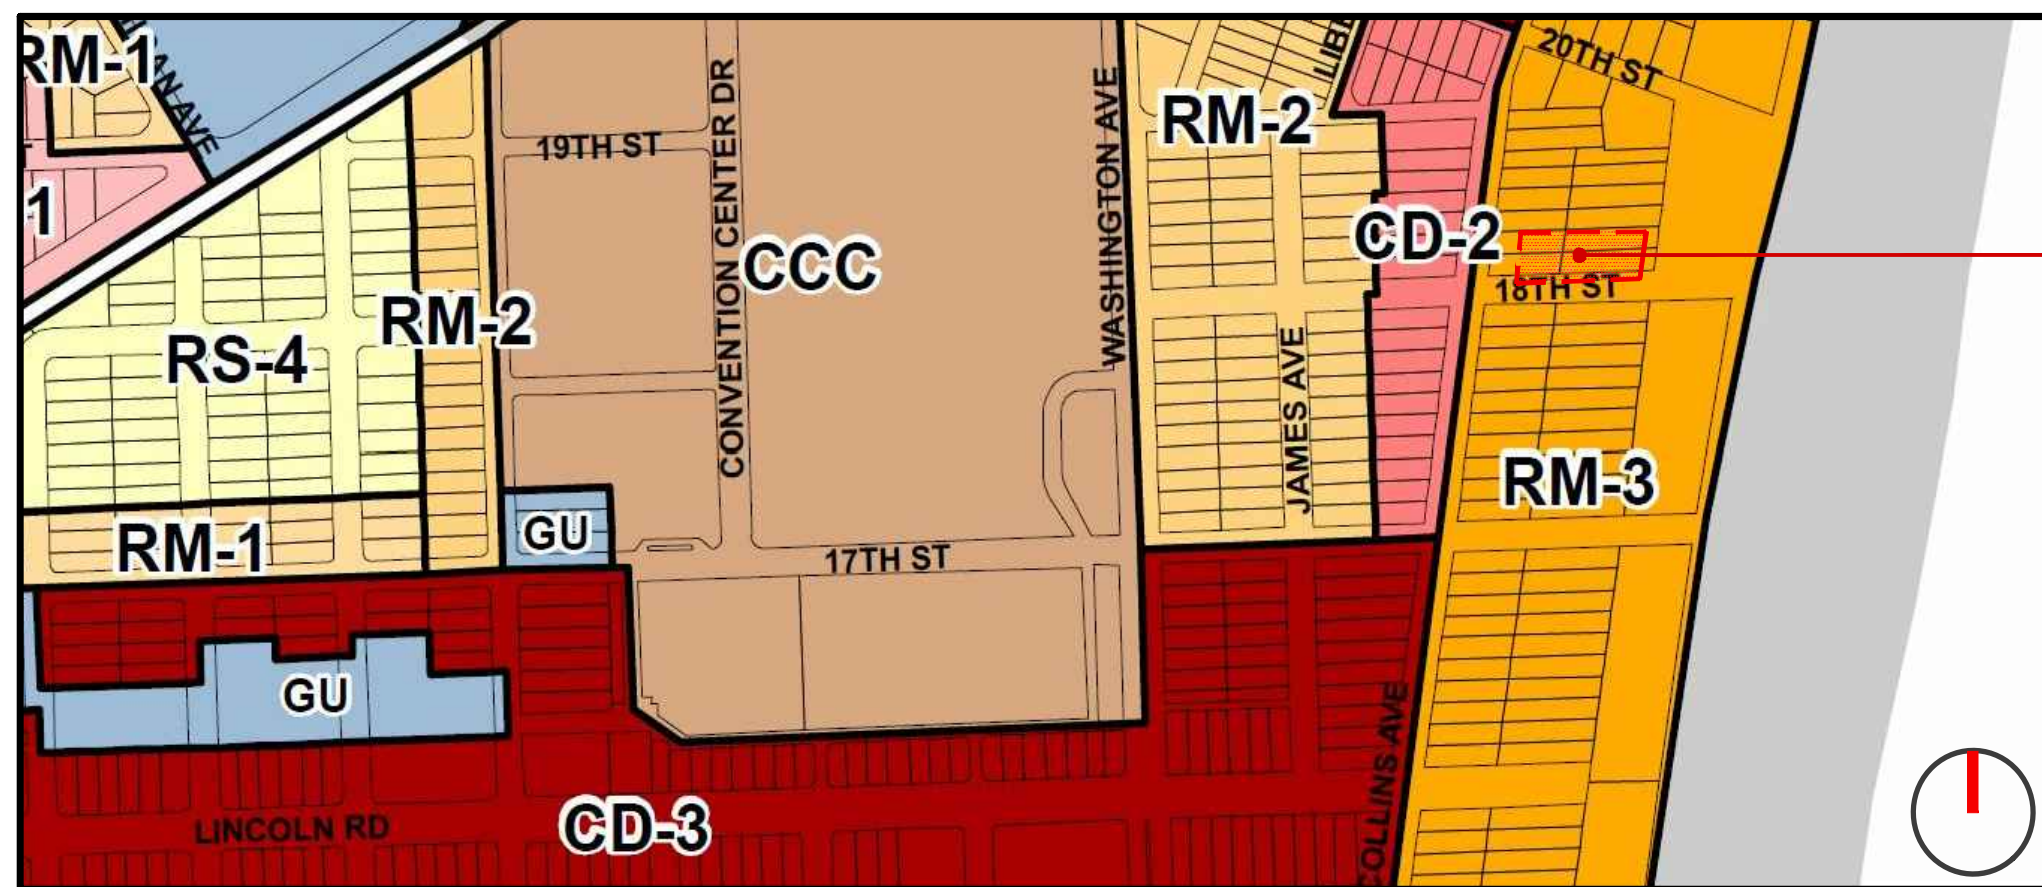 RM-1
20TH ST
RM-2
19TH ST
CONVENTION CENTER DR
WASHINGTON AVE
1
CD-2
CCC
18TH ST
RM-2
RS-4
JAMES AVE
RM-3
RM-1
GU
17TH ST
GU
COLLINS AVE
LINCOLN RD
CD-3